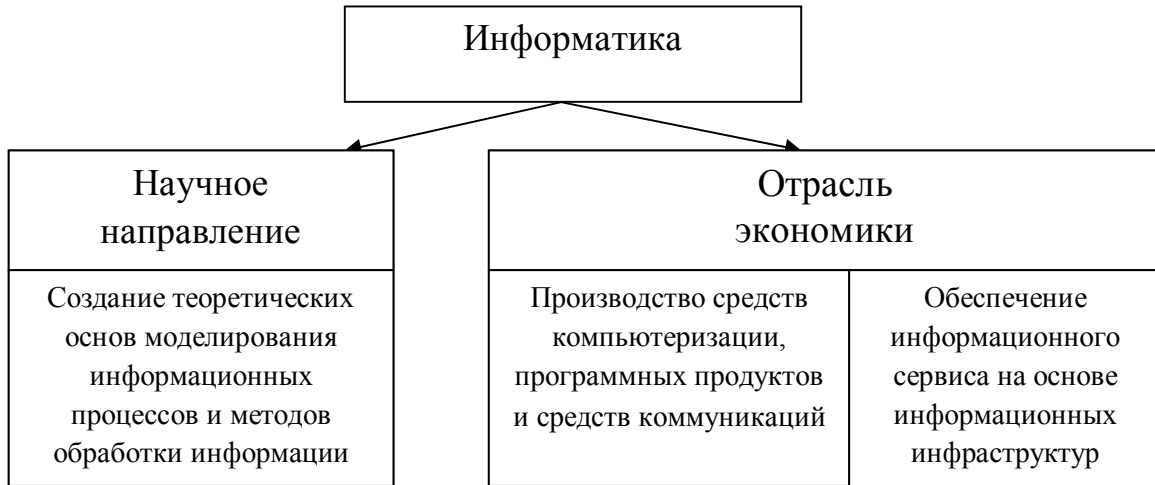 Информатика
Научное
направление
Создание теоретических
основ моделирования
информационных
процессов и методов
обработки информации
Отрасль
экономики
Производство средств
компьютеризации,
программных продуктов
и средств коммуникаций
Обеспечение
информационного
сервиса на основе
информационных
инфраструктур